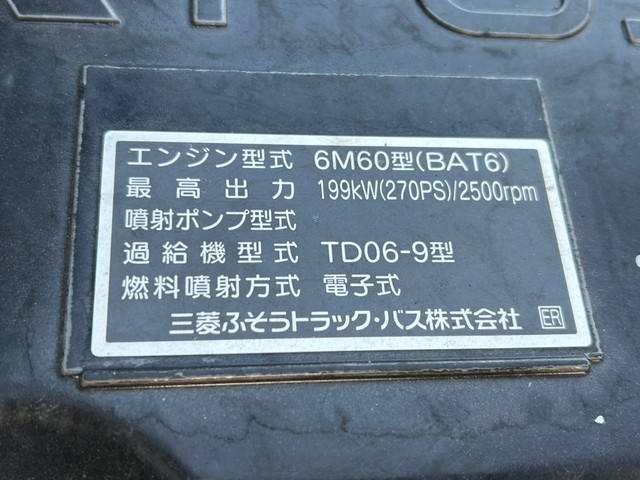 エンジン型式 6M60型(BAT6)
最高出力 199kW(270PS)/2500rpm
噴射ポンプ型式
過給機型式 TD06-9型
燃料噴射方式 電子式
三菱ふそうトラック・バス株式会社 ER